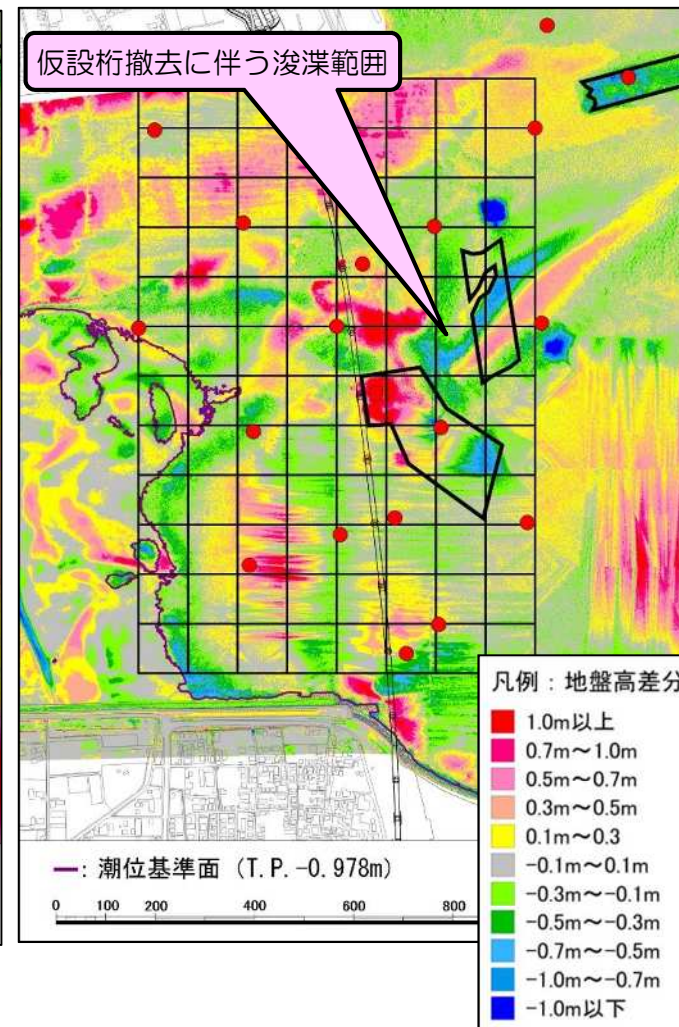 仮設桁撤去に伴う浚渫範囲
凡例：地盤高差分
1.0m以上
0.7m～1.0m
0.5m～0.7m
0.3m～0.5m
0.1m～0.3
-0.1m～0.1m
-0.3m～-0.1m
-0.5m～-0.3m
-0.7m～-0.5m
-1.0m～-0.7m
-1.0m以下
━：潮位基準面（T.P.-0.978m）
0 100 200 400 600 800